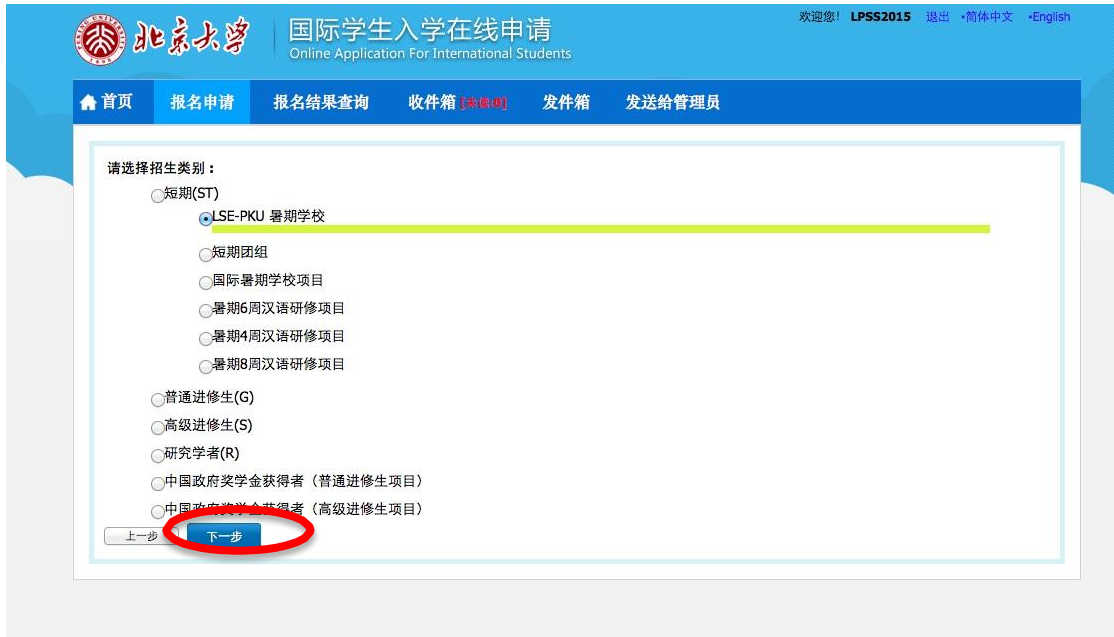 北京大学
国际学生入学在线申请
Online Application For International Students
欢迎您! LPSS2015 退出 •简体中文 •English
首页 报名申请 报名结果查询 收件箱 发件箱 发送给管理员
请选择招生类别：
短期(ST)
LSE-PKU 暑期学校
短期团组
国际暑期学校项目
暑期6周汉语研修项目
暑期4周汉语研修项目
暑期8周汉语研修项目
普通进修生(G)
高级进修生(S)
研究学者(R)
中国政府奖学金获得者（普通进修生项目）
中国政府奖学金获得者（高级进修生项目）
上一步 下一步